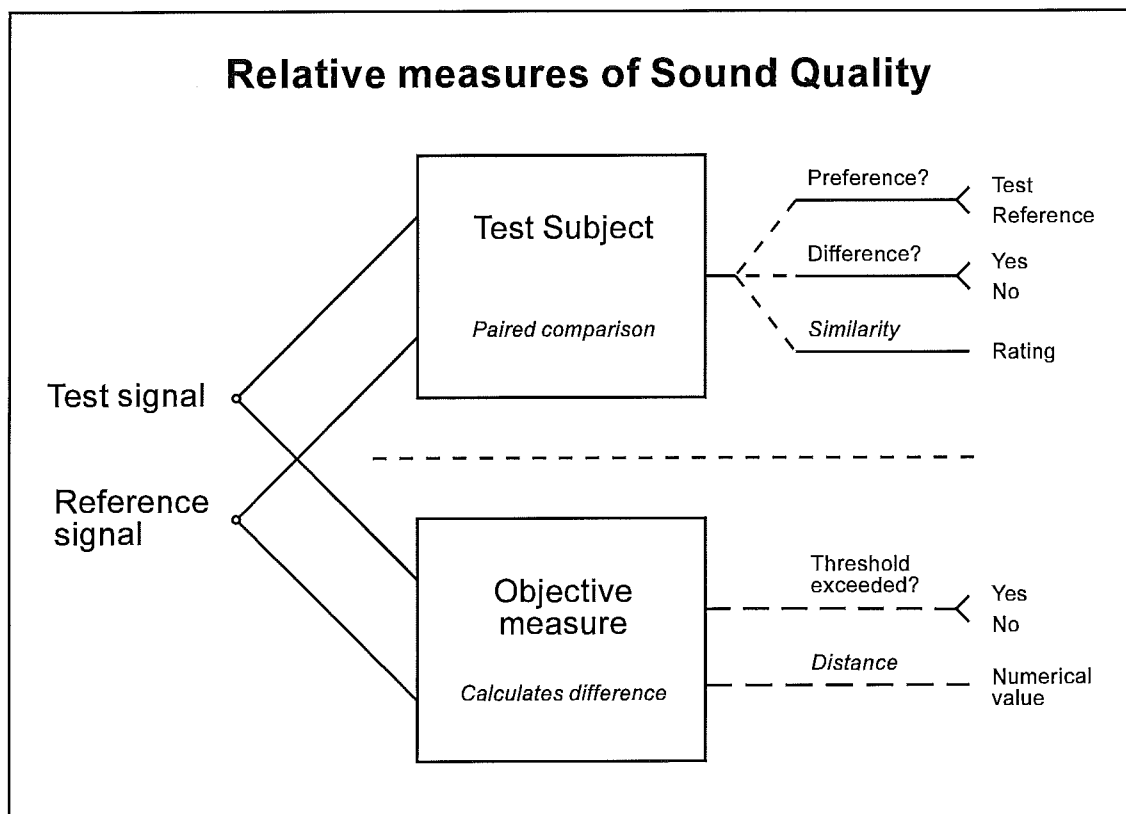 Relative measures of Sound Quality
Test signal
Reference
signal
Test Subject
Paired comparison
Preference?
Test
Reference
Difference?
Yes
No
Similarity
Rating
Objective
measure
Calculates difference
Threshold
exceeded?
Yes
No
Distance
Numerical
value